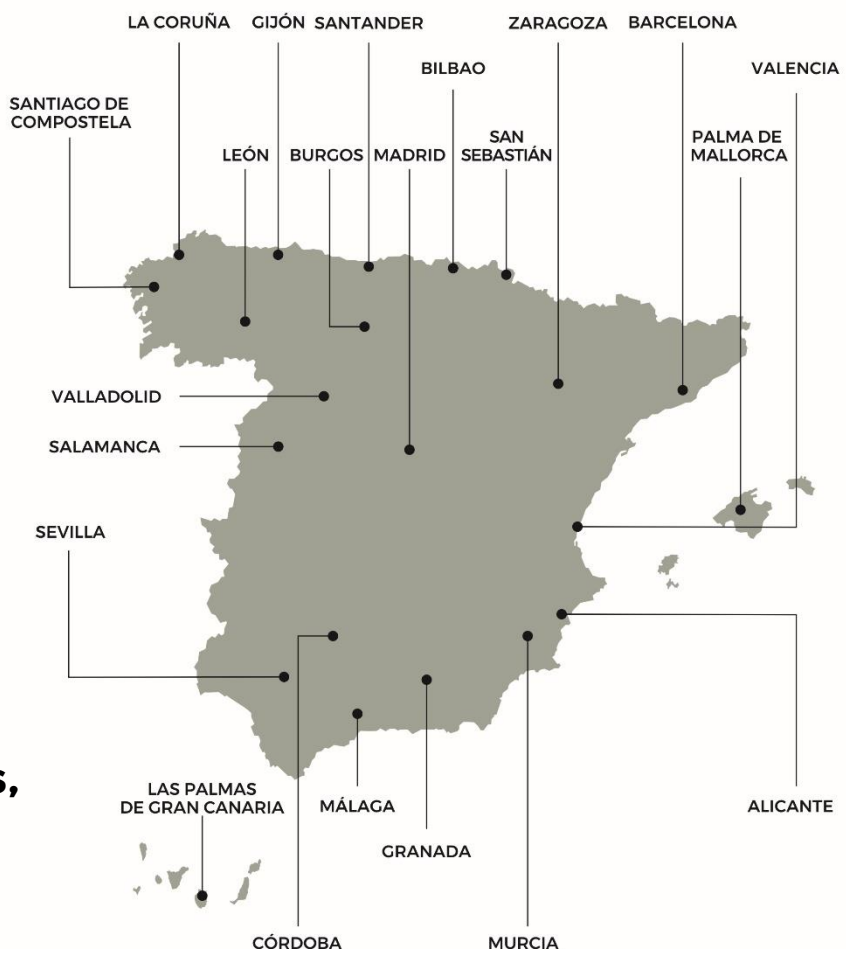 LA CORUÑA
GIJÓN
SANTANDER
ZARAGOZA
BARCELONA
BILBAO
VALENCIA
SANTIAGO DE
COMPOSTELA
LEÓN
BURGOS
MADRID
SAN
SEBASTIÁN
PALMA DE
MALLORCA
VALLADOLID
SALAMANCA
SEVILLA
s,
LAS PALMAS
DE GRAN CANARIA
MÁLAGA
ALICANTE
GRANADA
CÓRDOBA
MURCIA